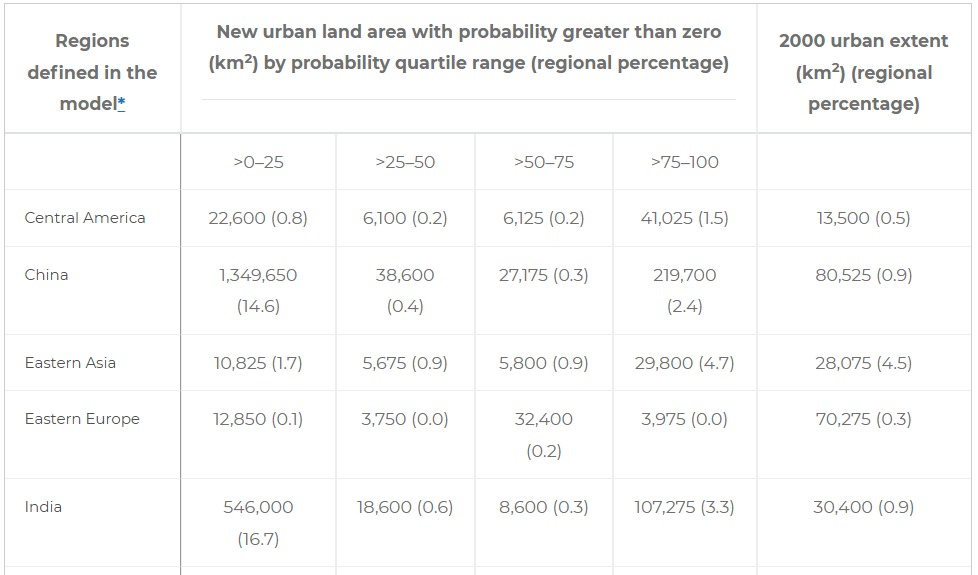 Regions defined in the model*
New urban land area with probability greater than zero (km²) by probability quartile range (regional percentage)
2000 urban extent (km²) (regional percentage)
>0–25 >25–50 >50–75 >75–100
Central America 22,600 (0.8) 6,100 (0.2) 6,125 (0.2) 41,025 (1.5) 13,500 (0.5)
China 1,349,650 (14.6) 38,600 (0.4) 27,175 (0.3) 219,700 (2.4) 80,525 (0.9)
Eastern Asia 10,825 (1.7) 5,675 (0.9) 5,800 (0.9) 29,800 (4.7) 28,075 (4.5)
Eastern Europe 12,850 (0.1) 3,750 (0.0) 32,400 (0.2) 3,975 (0.0) 70,275 (0.3)
India 546,000 (16.7) 18,600 (0.6) 8,600 (0.3) 107,275 (3.3) 30,400 (0.9)